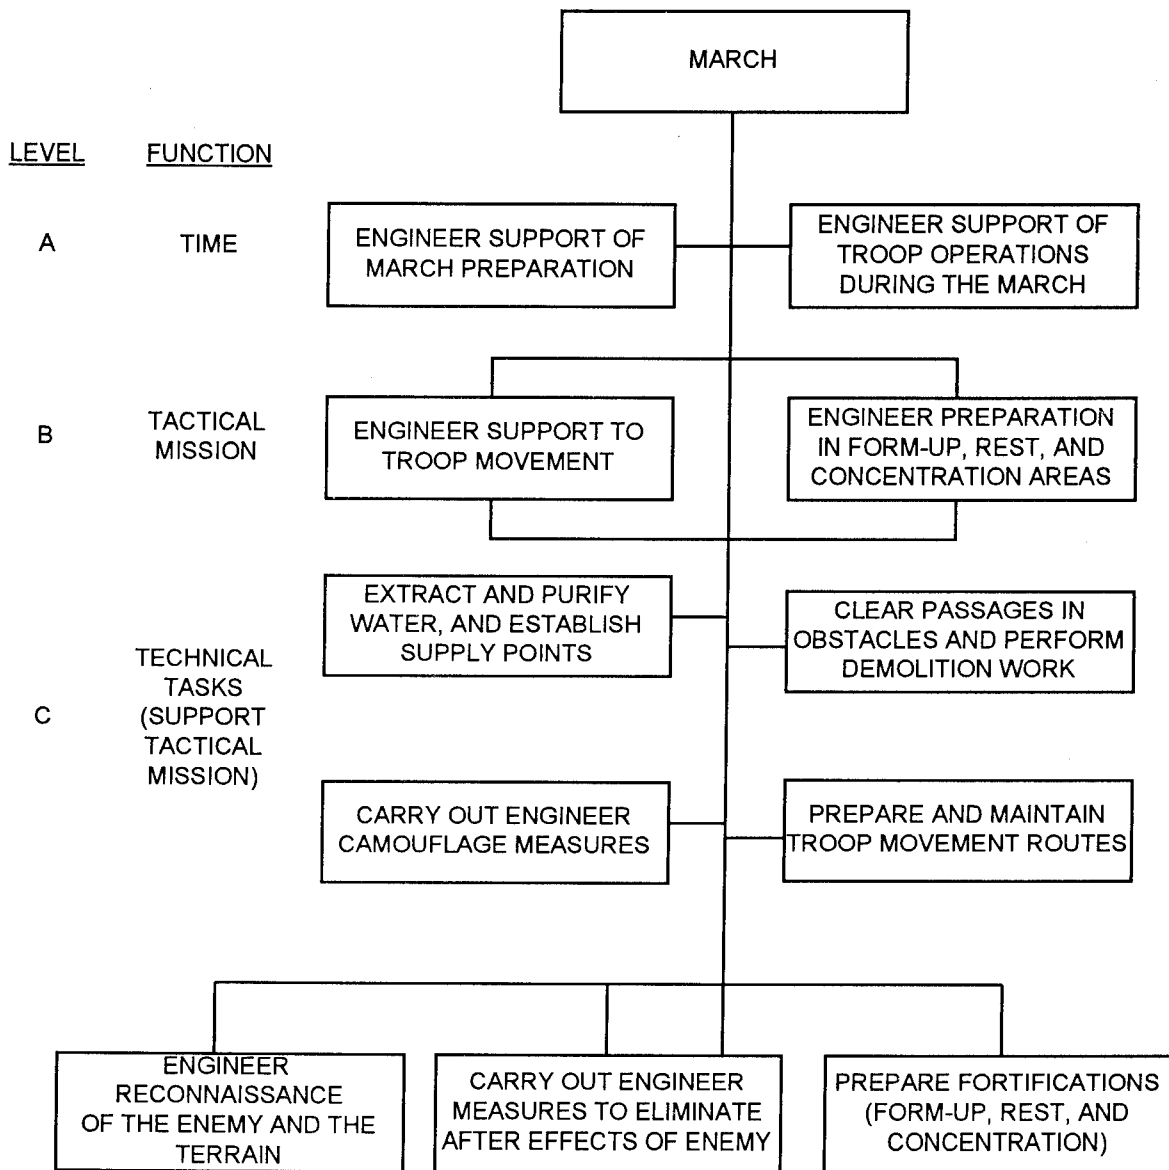 MARCH
LEVEL FUNCTION
A
TIME
ENGINEER SUPPORT OF
MARCH PREPARATION
ENGINEER SUPPORT OF
TROOP OPERATIONS
DURING THE MARCH
B
TACTICAL
MISSION
ENGINEER SUPPORT TO
TROOP MOVEMENT
ENGINEER PREPARATION
IN FORM-UP, REST, AND
CONCENTRATION AREAS
C
TECHNICAL
TASKS
(SUPPORT
TACTICAL
MISSION)
EXTRACT AND PURIFY
WATER, AND ESTABLISH
SUPPLY POINTS
CLEAR PASSAGES IN
OBSTACLES AND PERFORM
DEMOLITION WORK
CARRY OUT ENGINEER
CAMOUFLAGE MEASURES
PREPARE AND MAINTAIN
TROOP MOVEMENT ROUTES
ENGINEER
RECONNAISSANCE
OF THE ENEMY AND THE
TERRAIN
CARRY OUT ENGINEER
MEASURES TO ELIMINATE
AFTER EFFECTS OF ENEMY
PREPARE FORTIFICATIONS
(FORM-UP, REST, AND
CONCENTRATION)